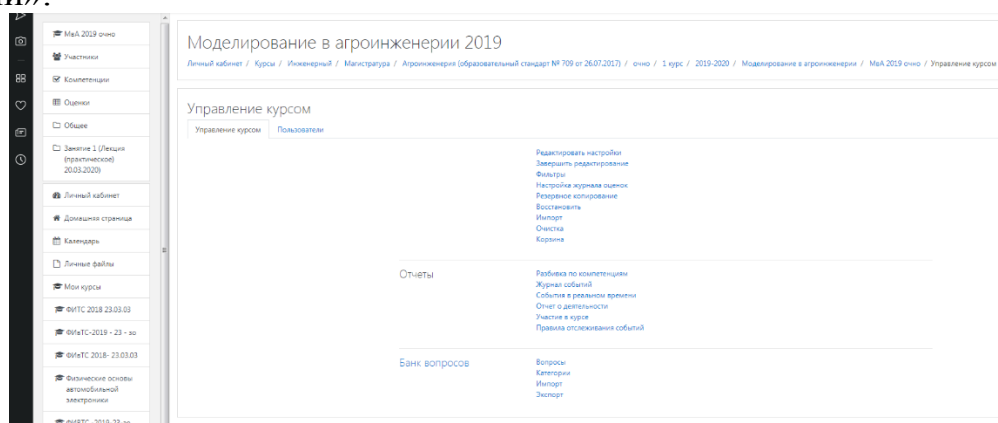 МвА 2019 очно
Участники
Компетенции
Оценки
Общее
Занятие 1 (Лекция
(практическое)
20.03.2020)
Личный кабинет
Домашняя страница
Календарь
Личные файлы
Мои курсы
ФИТС 2018 23.03.03
ФИвТС-2019 - 23 - зо
ФИвТС 2018- 23.03.03
Физические основы
автомобильной
электроники
Моделирование в агроинженерии 2019
Личный кабинет / Курсы / Инженерный / Магистратура / Агроинженерия (образовательный стандарт № 709 от 26.07.2017) / очно / 1 курс / 2019-2020 / Моделирование в агроинженерии / МвА 2019 очно / Управление курсом
Управление курсом
Управление курсом Пользователи
Редактировать настройки
Завершить редактирование
Фильтры
Настройка журнала оценок
Резервное копирование
Восстановить
Импорт
Очистка
Корзина
Отчеты
Разбивка по компетенциям
Журнал событий
События в реальном времени
Отчет о деятельности
Участие в курсе
Правила отслеживания событий
Банк вопросов
Вопросы
Категории
Импорт
Экспорт